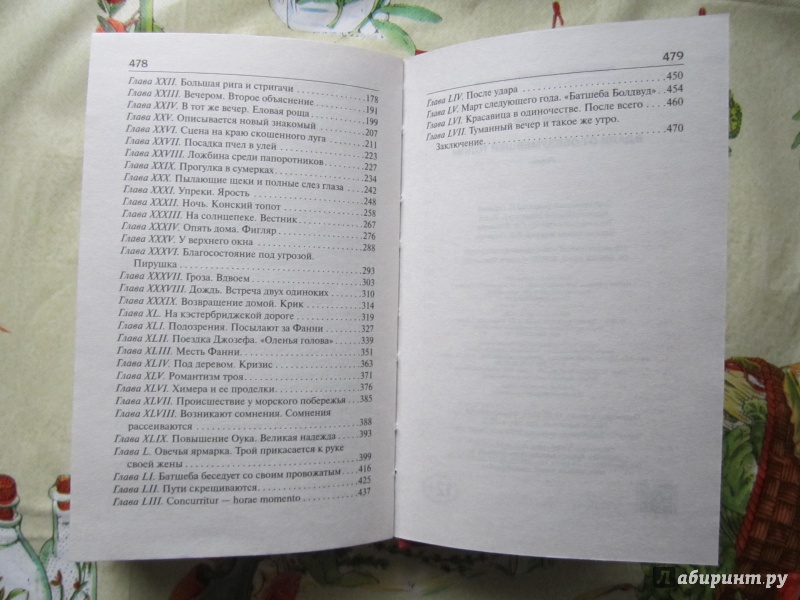 478
Глава XXII. Большая рига и стригачи . . . . . . . . 178
Глава XXIII. Вечером. Второе объяснение . . . . . . . . 191
Глава XXIV. В тот же вечер. Еловая роща . . . . . . . . 199
Глава XXV. Описывается новый знакомый . . . . . . . . 207
Глава XXVI. Сцена на краю скошенного луга . . . . . . . . 211
Глава XXVII. Посадка пчел в улей . . . . . . . . 223
Глава XXVIII. Ложбина среди папоротников . . . . . . . . 227
Глава XXIX. Прогулка в сумерках . . . . . . . . 234
Глава XXX. Пылающие щеки и полные слез глаза . . . . . . . . 242
Глава XXXI. Упреки. Ярость . . . . . . . . 248
Глава XXXII. Ночь. Конский топот . . . . . . . . 258
Глава XXXIII. На солнцепеке. Вестник . . . . . . . . 267
Глава XXXIV. Опять дома. Фигляр . . . . . . . . 276
Глава XXXV. У верхнего окна . . . . . . . . 288
Глава XXXVI. Благосостояние под угрозой.
Пирушка . . . . . . . . 293
Глава XXXVII. Гроза. Вдвоем . . . . . . . . 303
Глава XXXVIII. Дождь. Встреча двух одиноких . . . . . . . . 310
Глава XXXIX. Возвращение домой. Крик . . . . . . . . 314
Глава XL. На кэстербриджской дороге . . . . . . . . 319
Глава XLI. Подозрения. Посылают за Фанни . . . . . . . . 327
Глава XLII. Поездка Джозефа. «Оленья голова» . . . . . . . . 339
Глава XLIII. Месть Фанни. . . . . . . . . 351
Глава XLIV. Под деревом. Кризис . . . . . . . . 363
Глава XLV. Романтизм троя. . . . . . . . . 371
Глава XLVI. Химера и ее проделки. . . . . . . . . 376
Глава XLVII. Происшествие у морского побережья . . . . . . . . 385
Глава XLVIII. Возникают сомнения. Сомнения
рассеиваются . . . . . . . . 388
Глава XLIX. Повышение Оука. Великая надежда . . . . . . . . 393
Глава L. Овечья ярмарка. Трой прикасается к руке
своей жены . . . . . . . . 399
Глава LI. Батшеба беседует со своим провожатым . . . . . . . . 416
Глава LII. Пути скрещиваются. . . . . . . . . 425
Глава LIII. Concurritur — horae momento . . . . . . . . 437
479
Глава LIV. После удара . . . . . . . . 450
Глава LV. Март следующего года. «Батшеба Болдвуд» . . 454
Глава LVI. Красавица в одиночестве. После всего . . . . 460
Глава LVII. Туманный вечер и такое же утро.
Заключение . . . . . . . . 470
Лабиринт.ру